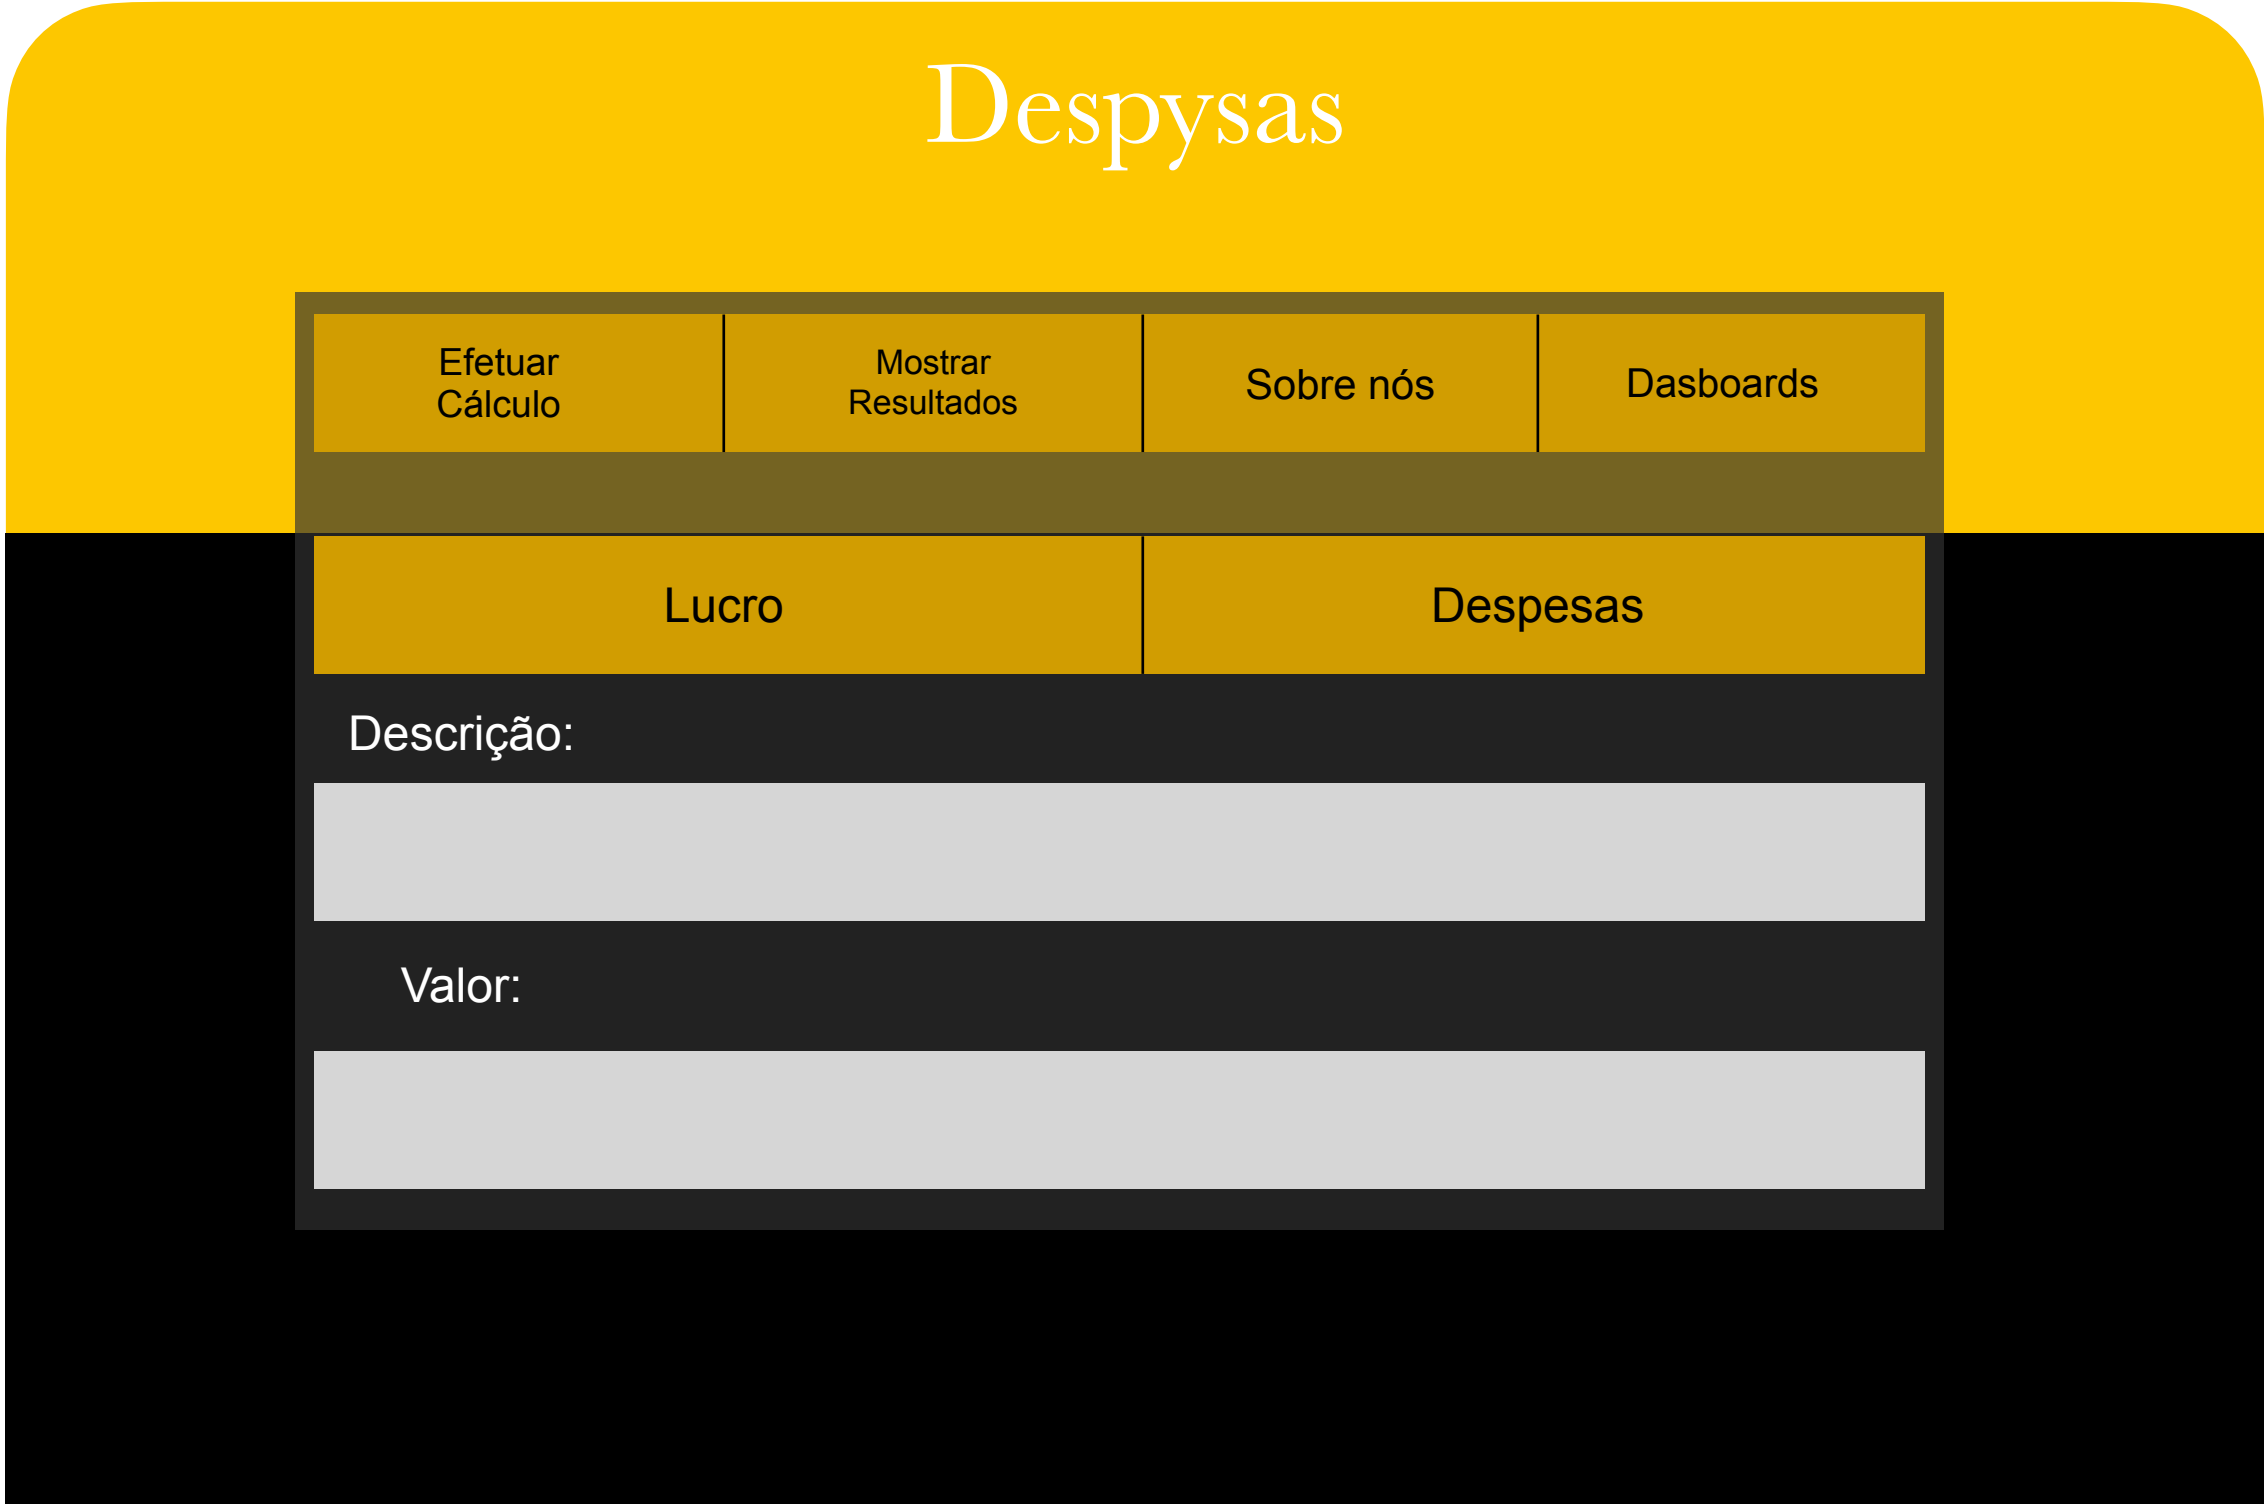 Despysas
Efetuar
Cálculo
Mostrar
Resultados
Sobre nós
Dasboards
Lucro
Despesas
Descrição:
Valor: